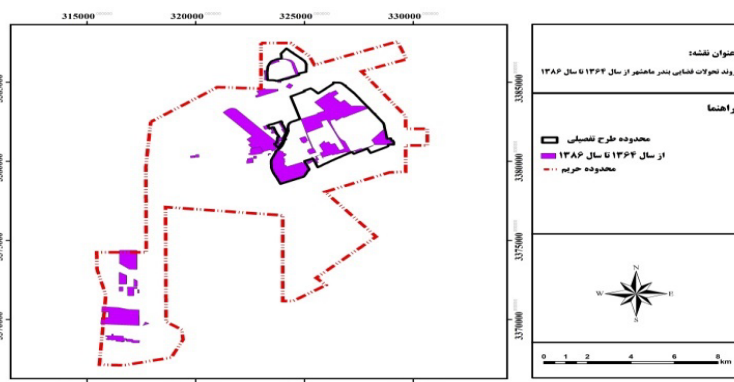 315000 320000 325000 330000
عنوان نقشه:
روند تحولات فضایی بندر ماهشهر از سال ۱۳۶۴ تا سال ۱۳۸۶
راهنما
محدوده طرح تفصیلی
از سال ۱۳۶۴ تا سال ۱۳۸۶
محدوده حریم
3385000
3380000
3375000
3370000
N
W E
S
0 1 2 4 6 8
km